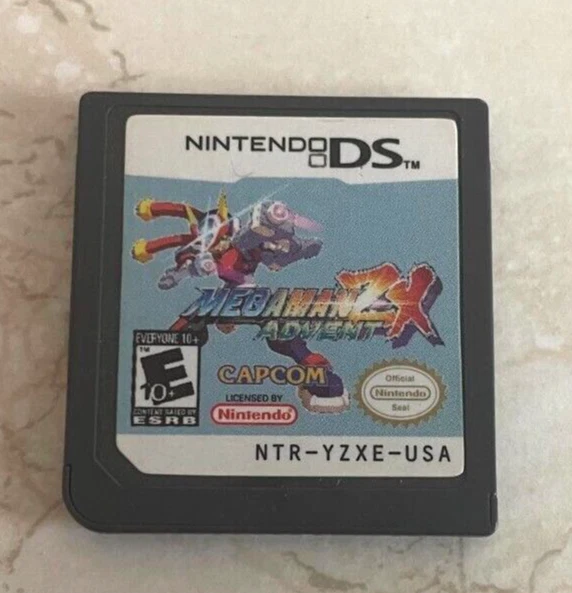 NINTENDO DS™
MEGAMAN ZX
ADVENT
EVERYONE 10+
™
E
10+
CONTENT RATED BY
ESRB
CAPCOM
LICENSED BY
Nintendo
Official
Nintendo
Seal
NTR-YZXE-USA